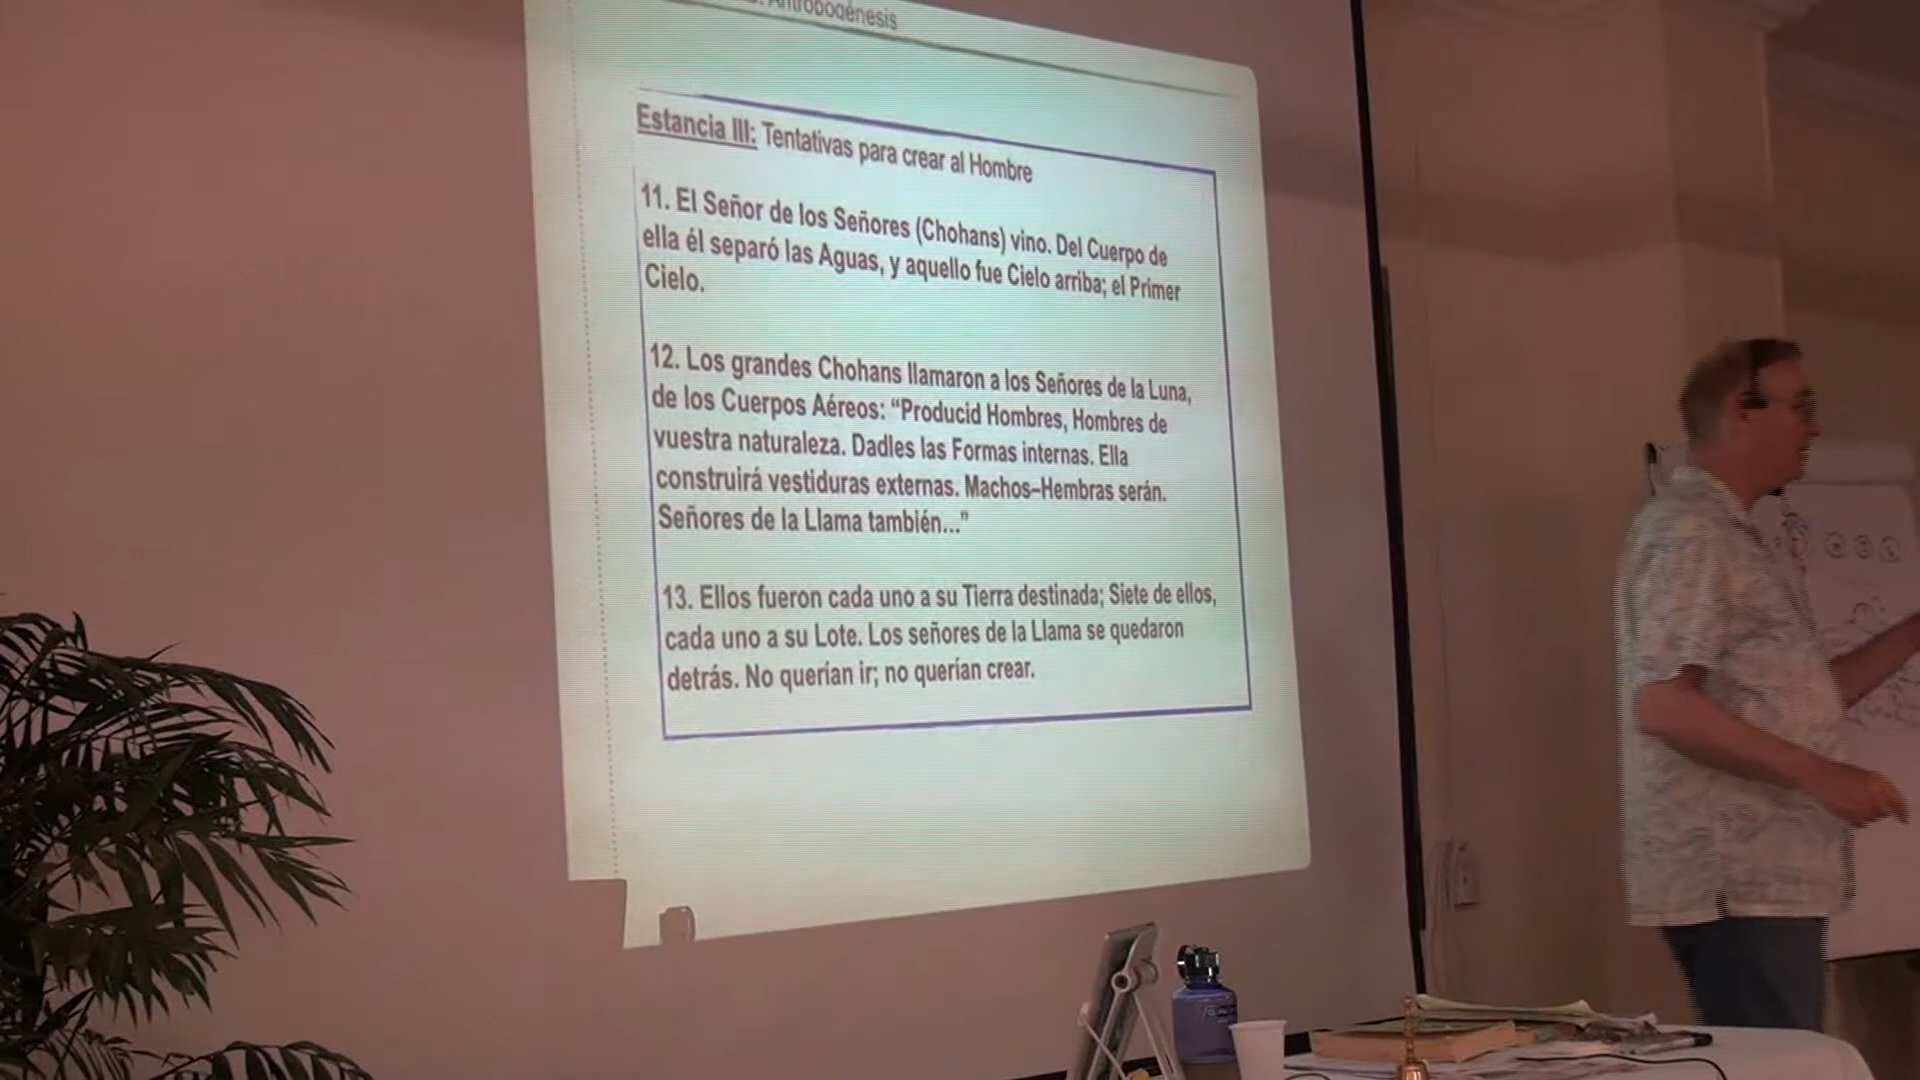 Antropogénesis
Estancia III: Tentativas para crear al Hombre
11. El Señor de los Señores (Chohans) vino. Del Cuerpo de
ella él separó las Aguas, y aquello fue Cielo arriba; el Primer
Cielo.
12. Los grandes Chohans llamaron a los Señores de la Luna,
de los Cuerpos Aéreos: “Producid Hombres, Hombres de
vuestra naturaleza. Dadles las Formas internas. Ella
construirá vestiduras externas. Machos–Hembras serán.
Señores de la Llama también...”
13. Ellos fueron cada uno a su Tierra destinada; Siete de ellos,
cada uno a su Lote. Los señores de la Llama se quedaron
detrás. No querían ir; no querían crear.